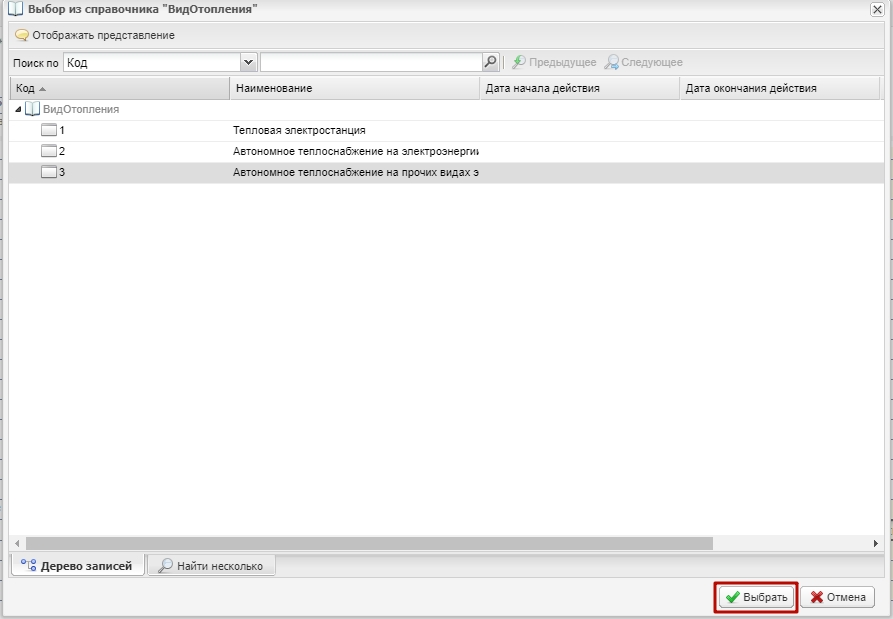 Выбор из справочника "ВидОтопления"
Отображать представление
Поиск по Код Предыдущее Следующее
Код Наименование Дата начала действия Дата окончания действия
ВидОтопления
1 Тепловая электростанция
2 Автономное теплоснабжение на электроэнергии
3 Автономное теплоснабжение на прочих видах э
Дерево записей Найти несколько
Выбрать Отмена